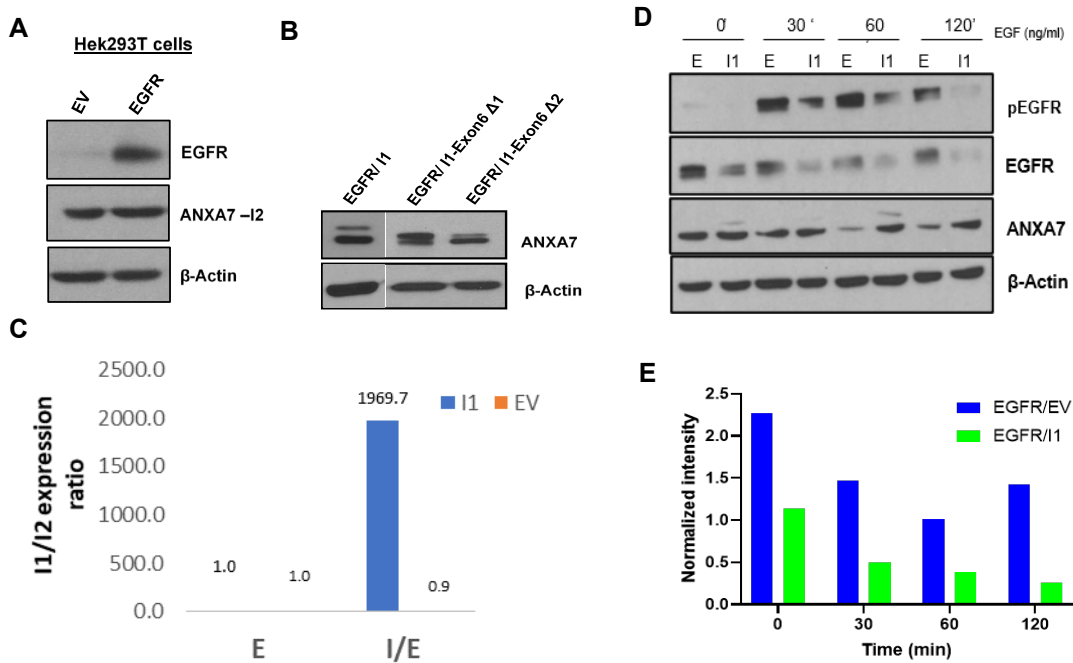 A
Hek293T cells
EV
EGFR
EGFR
ANXA7 –I2
β-Actin
B
EGFR/ I1
EGFR/ I1-Exon6 Δ1
EGFR/ I1-Exon6 Δ2
ANXA7
β-Actin
C
I1/I2 expression
ratio
2500.0
2000.0
1500.0
1000.0
500.0
0.0
1.0
1.0
1969.7
0.9
I1
EV
E
I/E
D
0'
30 '
60
120'
EGF (ng/ml)
E I1 E I1 E I1 E I1
pEGFR
EGFR
ANXA7
β-Actin
E
Normalized intensity
2.5
2.0
1.5
1.0
0.5
0.0
EGFR/EV
EGFR/I1
0 30 60 120
Time (min)